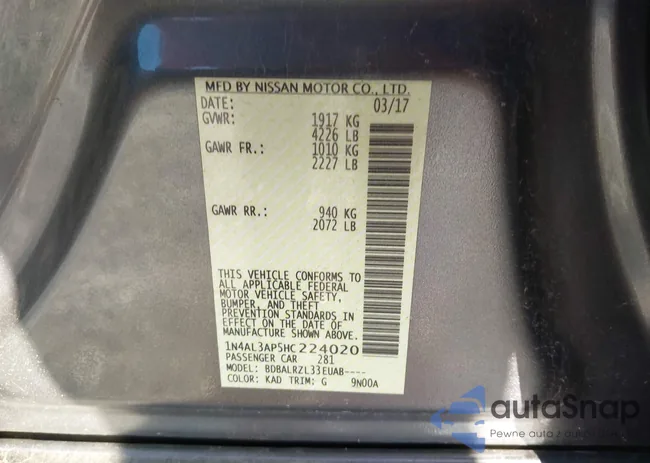 MFD BY NISSAN MOTOR CO., LTD.
DATE: 03/17
GVWR: 1917 KG
4226 LB
GAWR FR.: 1010 KG
2227 LB
GAWR RR.: 940 KG
2072 LB
THIS VEHICLE CONFORMS TO
ALL APPLICABLE FEDERAL
MOTOR VEHICLE SAFETY,
BUMPER, AND THEFT
PREVENTION STANDARDS IN
EFFECT ON THE DATE OF
MANUFACTURE SHOWN ABOVE.
1N4AL3AP5HC224020
PASSENGER CAR 281
MODEL: BDBALRZL33EUAB----
COLOR: KAD TRIM: G 9N00A
autoSnap
Pewne auta z